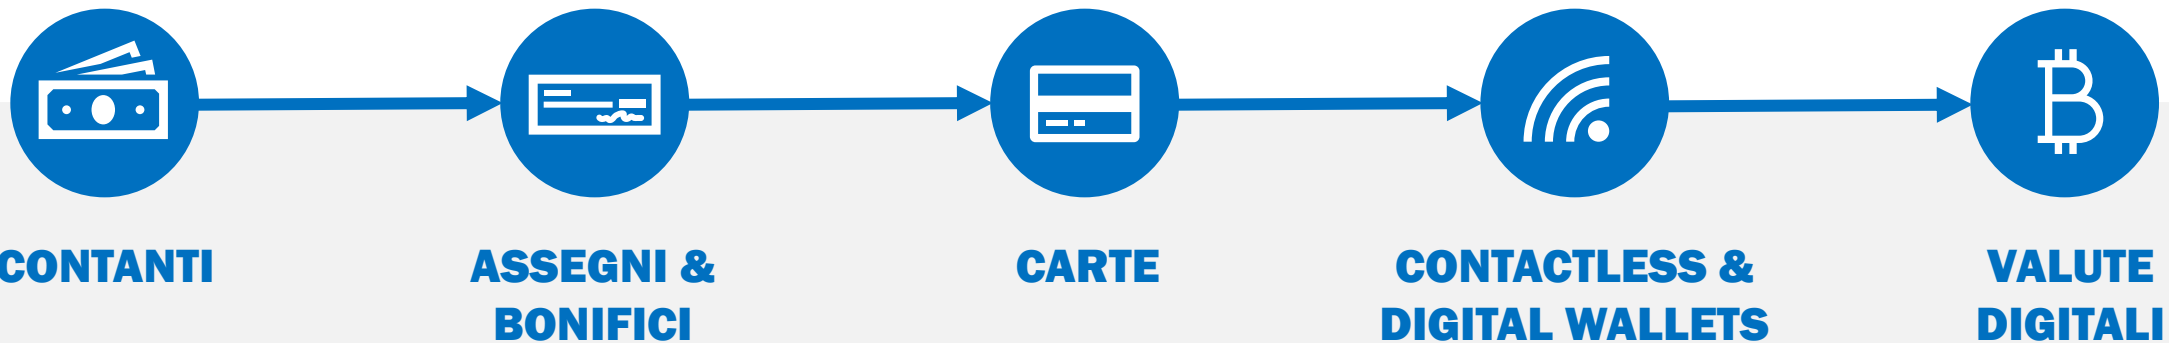 CONTANTI
ASSEGNI &
BONIFICI
CARTE
CONTACTLESS &
DIGITAL WALLETS
VALUTE
DIGITALI